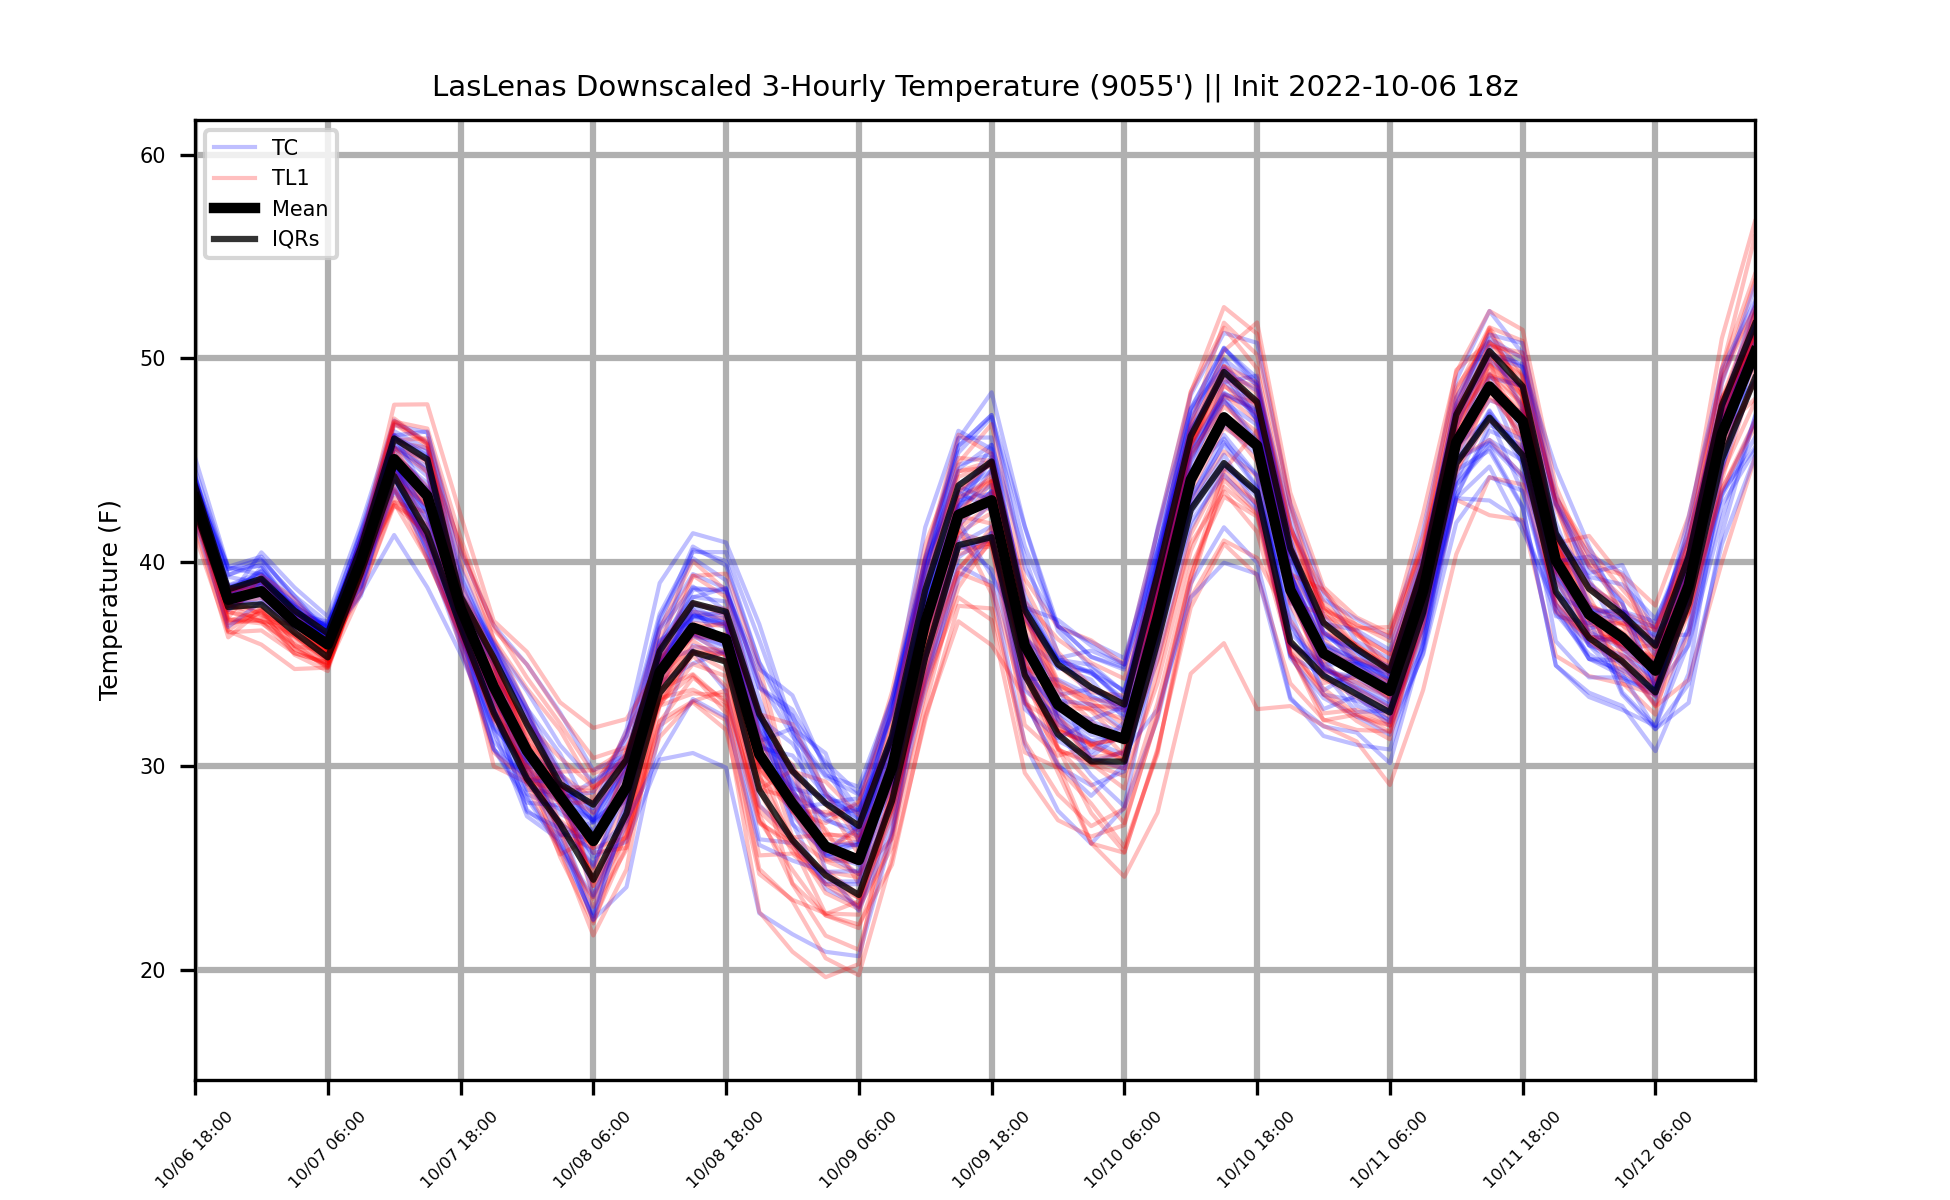 LasLenas Downscaled 3-Hourly Temperature (9055') || Init 2022-10-06 18z
TC
TL1
Mean
IQRs
Temperature (F)
60
50
40
30
20
10/06 18:00
10/07 06:00
10/07 18:00
10/08 06:00
10/08 18:00
10/09 06:00
10/09 18:00
10/10 06:00
10/10 18:00
10/11 06:00
10/11 18:00
10/12 06:00